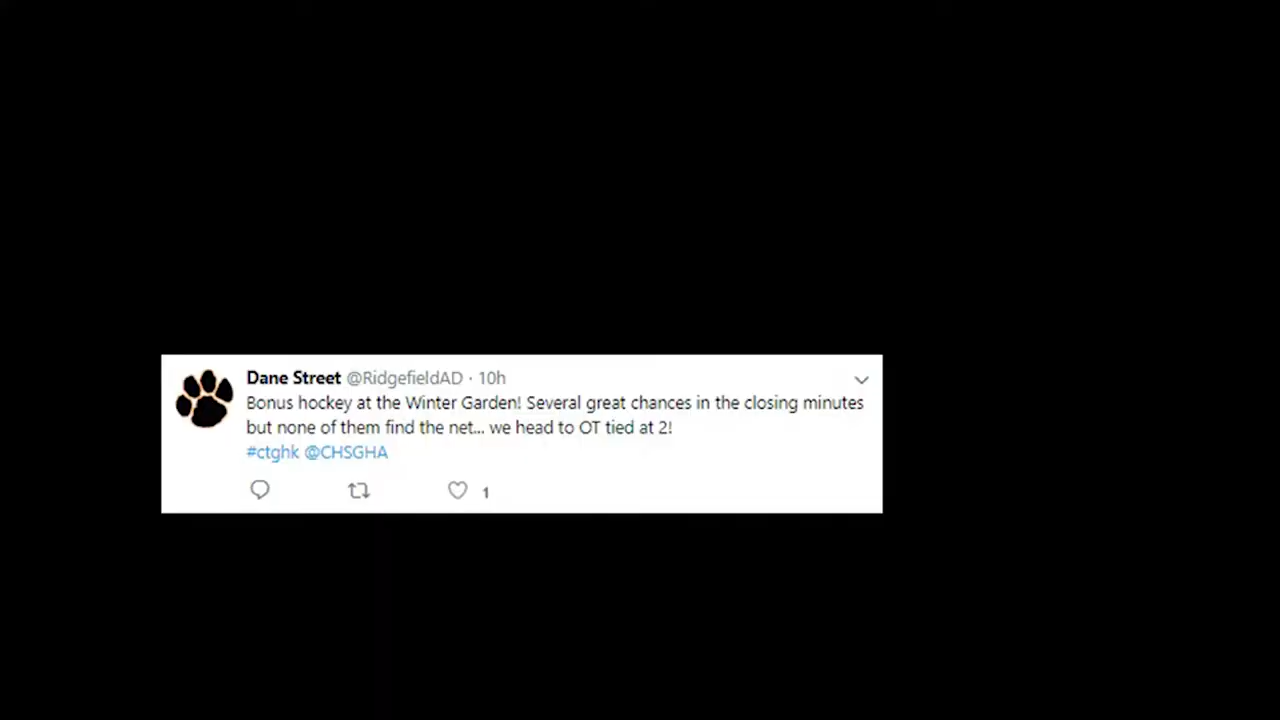 Dane Street @RidgefieldAD · 10h
Bonus hockey at the Winter Garden! Several great chances in the closing minutes
but none of them find the net... we head to OT tied at 2!
#ctghk @CHSGHA
1